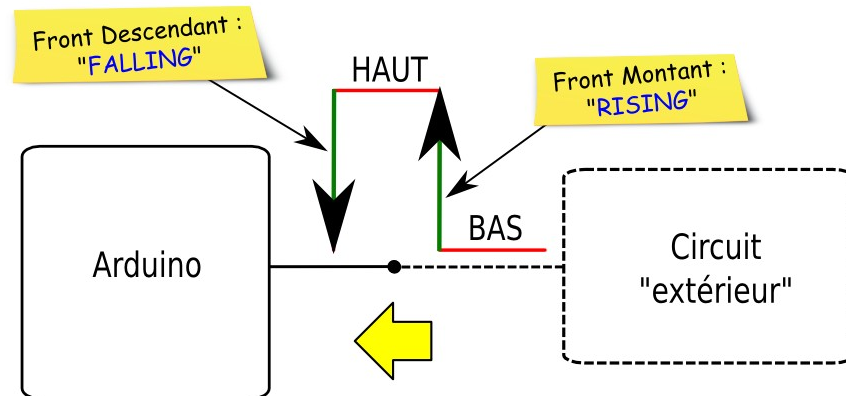 Front Descendant :
"FALLING"
HAUT
Front Montant :
"RISING"
BAS
Arduino
Circuit
"extérieur"